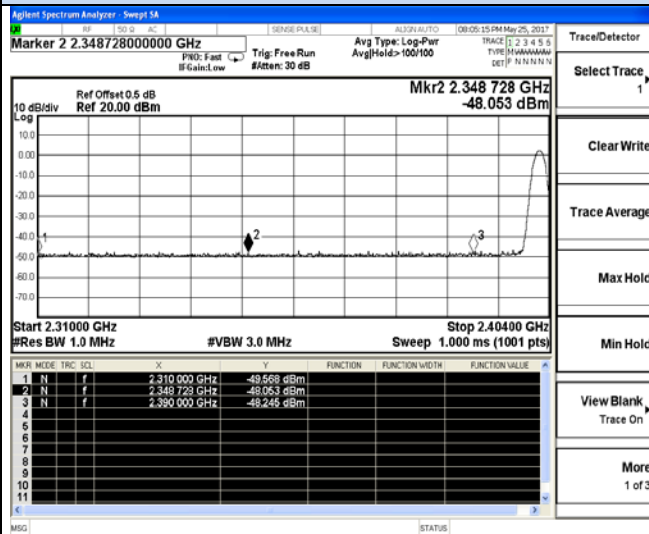 Agilent Spectrum Analyzer - Swept SA
RF 50 Ω AC SENSE:PULSE ALIGN AUTO 08:05:15 PM May 25, 2017
Marker 2 2.348728000000 GHz
PNO: Fast
IFGain:Low
Trig: Free Run
#Atten: 30 dB
Avg Type: Log-Pwr
Avg|Hold:>100/100
TRACE 1 2 3 4 5 6
TYPE MWWWWW
DET P N N N N N
Ref Offset 0.5 dB
10 dB/div Ref 20.00 dBm
Log
Mkr2 2.348 728 GHz
-48.053 dBm
10.0
0.00
-10.0
-20.0
-30.0
-40.0
-50.0
-60.0
-70.0
1
2
3
Start 2.31000 GHz Stop 2.40400 GHz
#Res BW 1.0 MHz #VBW 3.0 MHz Sweep 1.000 ms (1001 pts)
MKR MODE TRC SCL X Y FUNCTION FUNCTION WIDTH FUNCTION VALUE
1 N f 2.310 000 GHz -49.568 dBm
2 N f 2.348 728 GHz -48.053 dBm
3 N f 2.390 000 GHz -48.245 dBm
4
5
6
7
8
9
10
11
MSG STATUS
Trace/Detector
Select Trace
1
Clear Write
Trace Average
Max Hold
Min Hold
View Blank
Trace On
More
1 of 3